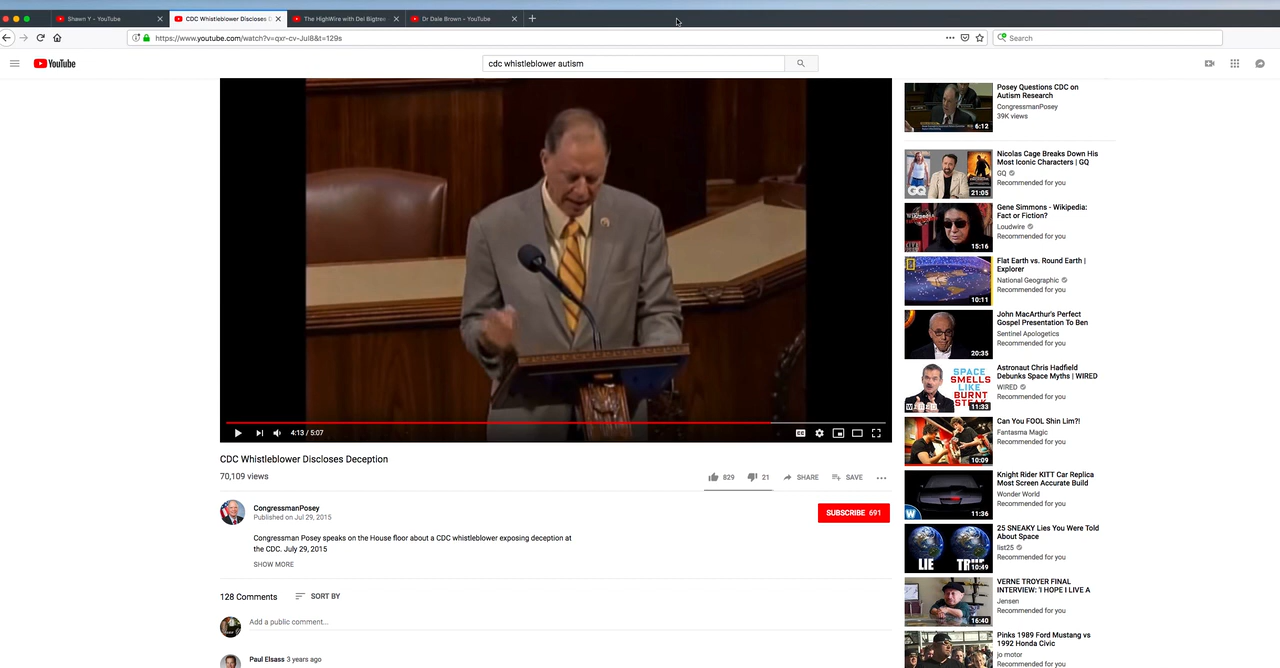 Shawn Y - YouTube
CDC Whistleblower Discloses D
The HighWire with Del Bigtree
Dr Dale Brown - YouTube
https://www.youtube.com/watch?v=qxr-cv-Jul8&t=129s
Search
YouTube
cdc whistleblower autism
4:13 / 5:07
CDC Whistleblower Discloses Deception
70,109 views
829
21
SHARE
SAVE
CongressmanPosey
Published on Jul 29, 2015
SUBSCRIBE 691
Congressman Posey speaks on the House floor about a CDC whistleblower exposing deception at
the CDC. July 29, 2015
SHOW MORE
128 Comments
SORT BY
Add a public comment...
Paul Elsass 3 years ago
6:12
Posey Questions CDC on
Autism Research
CongressmanPosey
39K views
GQ
21:05
Nicolas Cage Breaks Down His
Most Iconic Characters | GQ
GQ
Recommended for you
15:16
Gene Simmons - Wikipedia:
Fact or Fiction?
Loudwire
Recommended for you
10:11
Flat Earth vs. Round Earth |
Explorer
National Geographic
Recommended for you
20:35
John MacArthur's Perfect
Gospel Presentation To Ben
Sentinel Apologetics
Recommended for you
SPACE
SMELLS
LIKE
BURNT
STEAK
11:33
Astronaut Chris Hadfield
Debunks Space Myths | WIRED
WIRED
Recommended for you
10:09
Can You FOOL Shin Lim?!
Fantasma Magic
Recommended for you
W
11:36
Knight Rider KITT Car Replica
Most Screen Accurate Build
Wonder World
Recommended for you
LIE
10:49
25 SNEAKY Lies You Were Told
About Space
list25
Recommended for you
16:40
VERNE TROYER FINAL
INTERVIEW: 'I HOPE I LIVE A
Jensen
Recommended for you
Pinks 1989 Ford Mustang vs
1992 Honda Civic
jo motor
Recommended for you